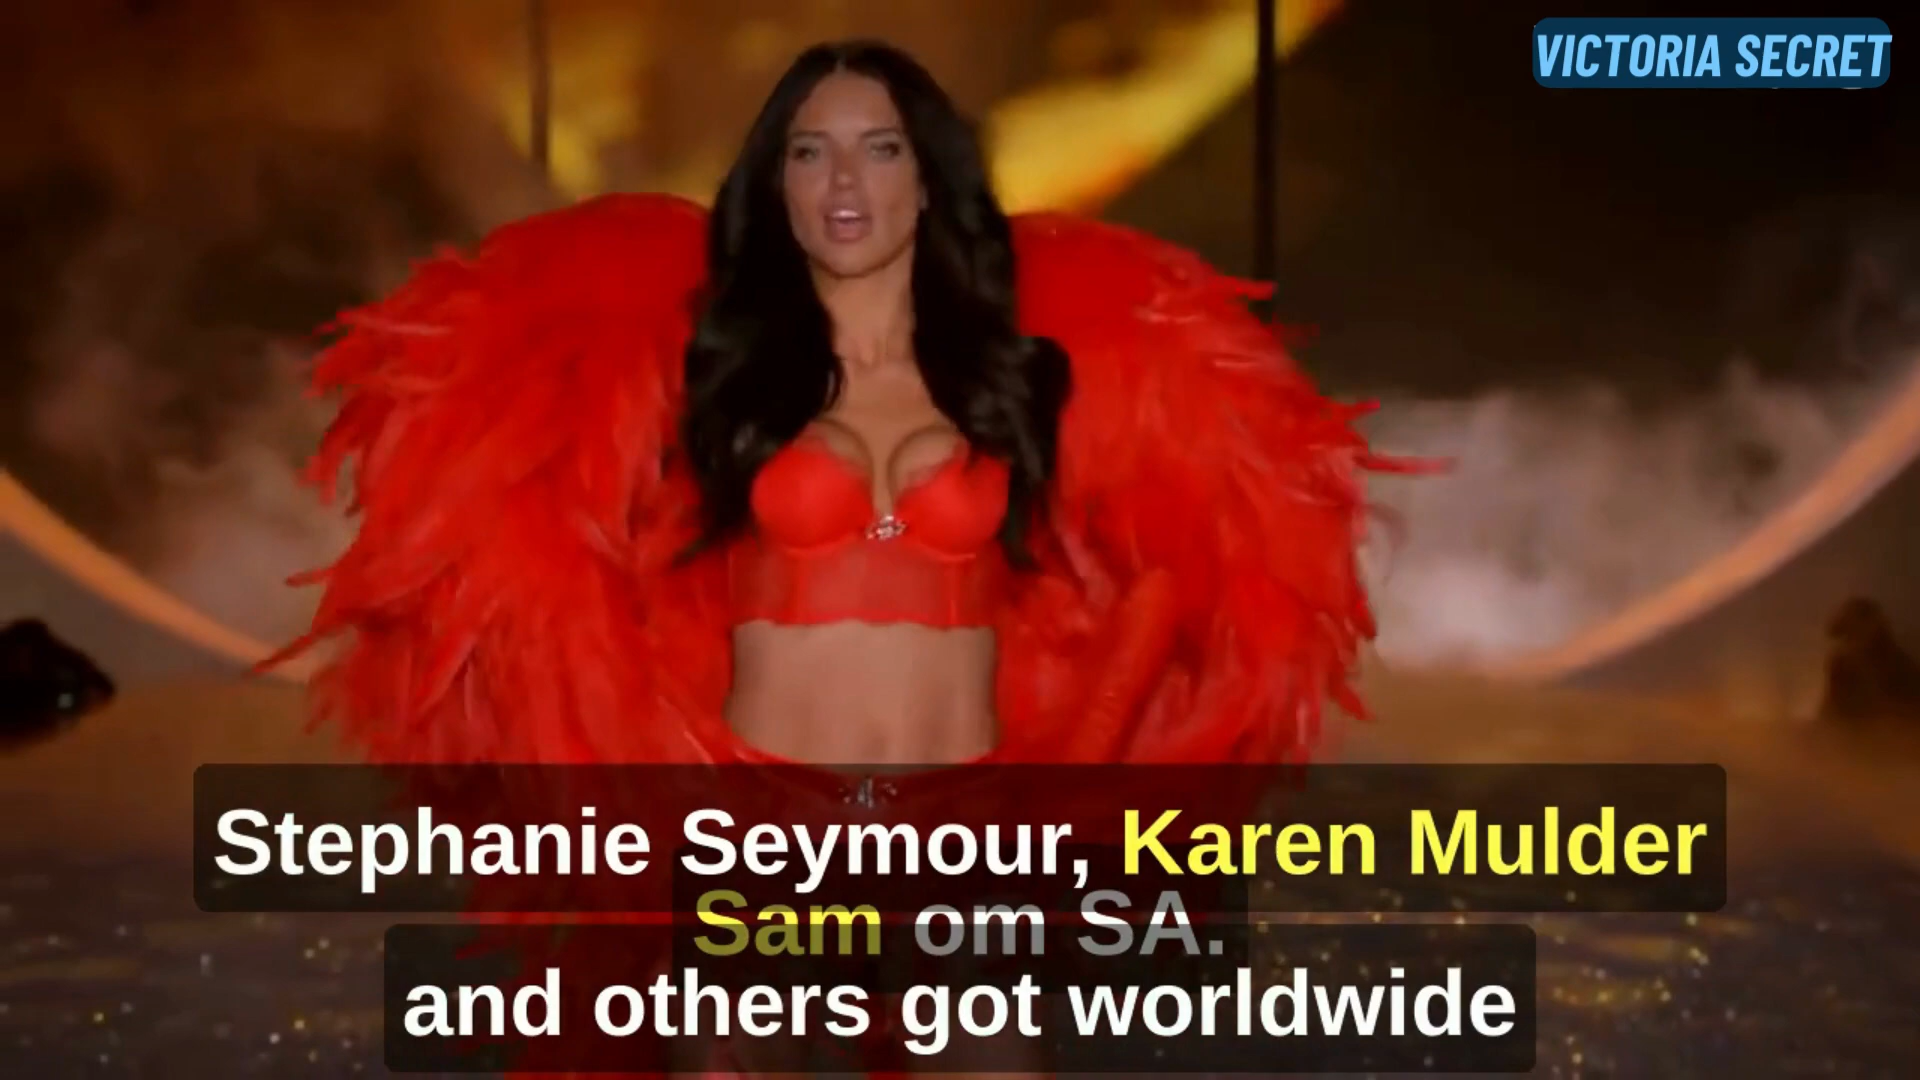 VICTORIA SECRET
Stephanie Seymour, Karen Mulder
Sam om SA.
and others got worldwide